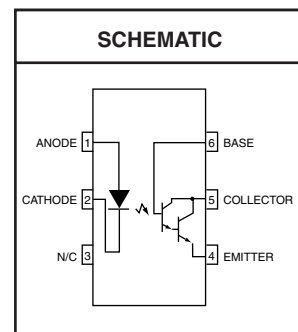 SCHEMATIC
ANODE 1
6 BASE
CATHODE 2
5 COLLECTOR
N/C 3
4 EMITTER